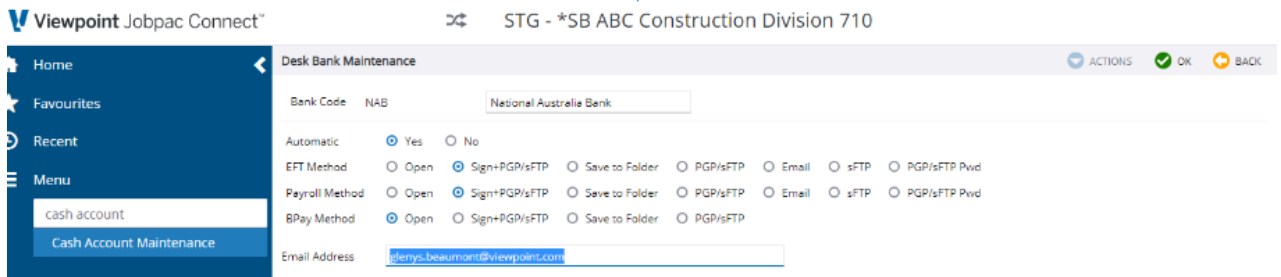 Viewpoint Jobpac Connect™ STG - *SB ABC Construction Division 710
Home Desk Bank Maintenance ACTIONS OK BACK
Favourites Bank Code NAB National Australia Bank
Recent Automatic Yes No
EFT Method Open Sign+PGP/sFTP Save to Folder PGP/sFTP Email sFTP PGP/sFTP Pwd
Menu Payroll Method Open Sign+PGP/sFTP Save to Folder PGP/sFTP Email sFTP PGP/sFTP Pwd
cash account BPay Method Open Sign+PGP/sFTP Save to Folder PGP/sFTP
Cash Account Maintenance
Email Address glenys.beaumont@viewpoint.com